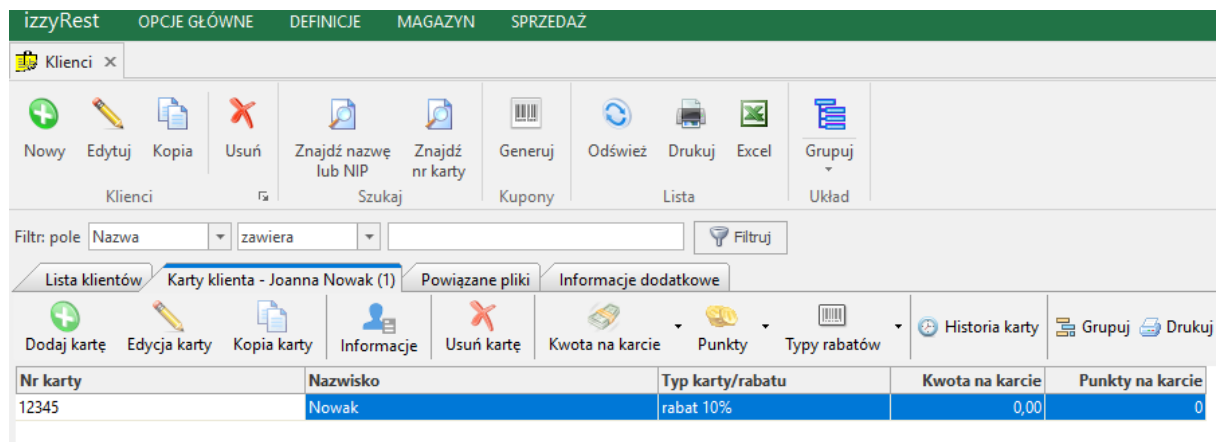 izzyRest OPCJE GŁÓWNE DEFINICJE MAGAZYN SPRZEDAŻ
Klienci
Nowy Edytuj Kopia Usuń Znajdź nazwę lub NIP Znajdź nr karty Generuj Odśwież Drukuj Excel Grupuj
Klienci Szukaj Kupony Lista Układ
Filtr: pole Nazwa zawiera Filtruj
Lista klientów Karty klienta - Joanna Nowak (1) Powiązane pliki Informacje dodatkowe
Dodaj kartę Edycja karty Kopia karty Informacje Usuń kartę Kwota na karcie Punkty Typy rabatów Historia karty Grupuj Drukuj
Nr karty Nazwisko Typ karty/rabatu Kwota na karcie Punkty na karcie
12345 Nowak rabat 10% 0,00 0